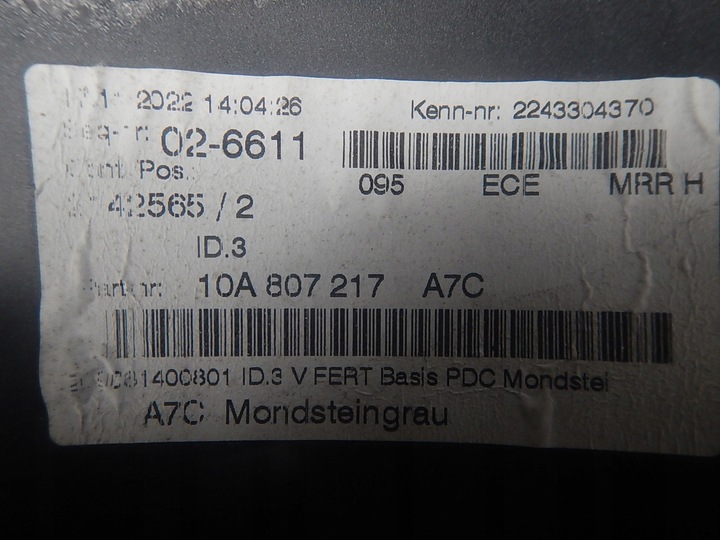 2022 14:04:26 Kenn-nr: 2243304370
02-6611
095 ECE MRR H
/Pos.:
42565 / 2
ID.3
10A 807 217 A7C
ID.3 V FERT Basis PDC Mondstei
A7C Mondsteingrau